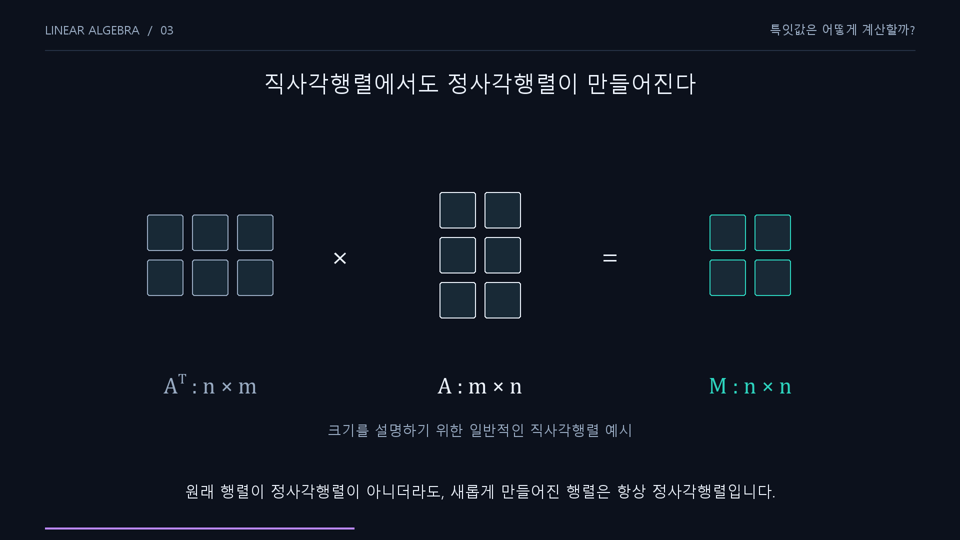 LINEAR ALGEBRA / 03
특잇값은 어떻게 계산할까?
직사각행렬에서도 정사각행렬이 만들어진다
× =
Aᵀ : n × m
A : m × n
M : n × n
크기를 설명하기 위한 일반적인 직사각행렬 예시
원래 행렬이 정사각행렬이 아니더라도, 새롭게 만들어진 행렬은 항상 정사각행렬입니다.